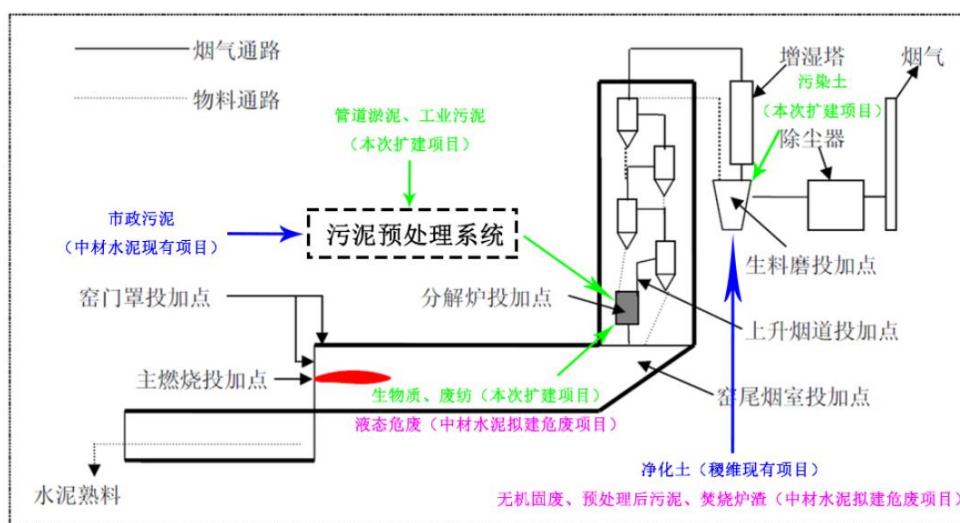 烟气通路
物料通路
管道淤泥、工业污泥
（本次扩建项目）
市政污泥
（中材水泥现有项目）
污泥预处理系统
增湿塔
烟气
污染土
（本次扩建项目）
除尘器
生料磨投加点
窑门罩投加点
分解炉投加点
上升烟道投加点
主燃烧投加点
生物质、废纺（本次扩建项目）
液态危废（中材水泥拟建危废项目）
窑尾烟室投加点
水泥熟料
净化土（稷维现有项目）
无机固废、预处理后污泥、焚烧炉渣（中材水泥拟建危废项目）